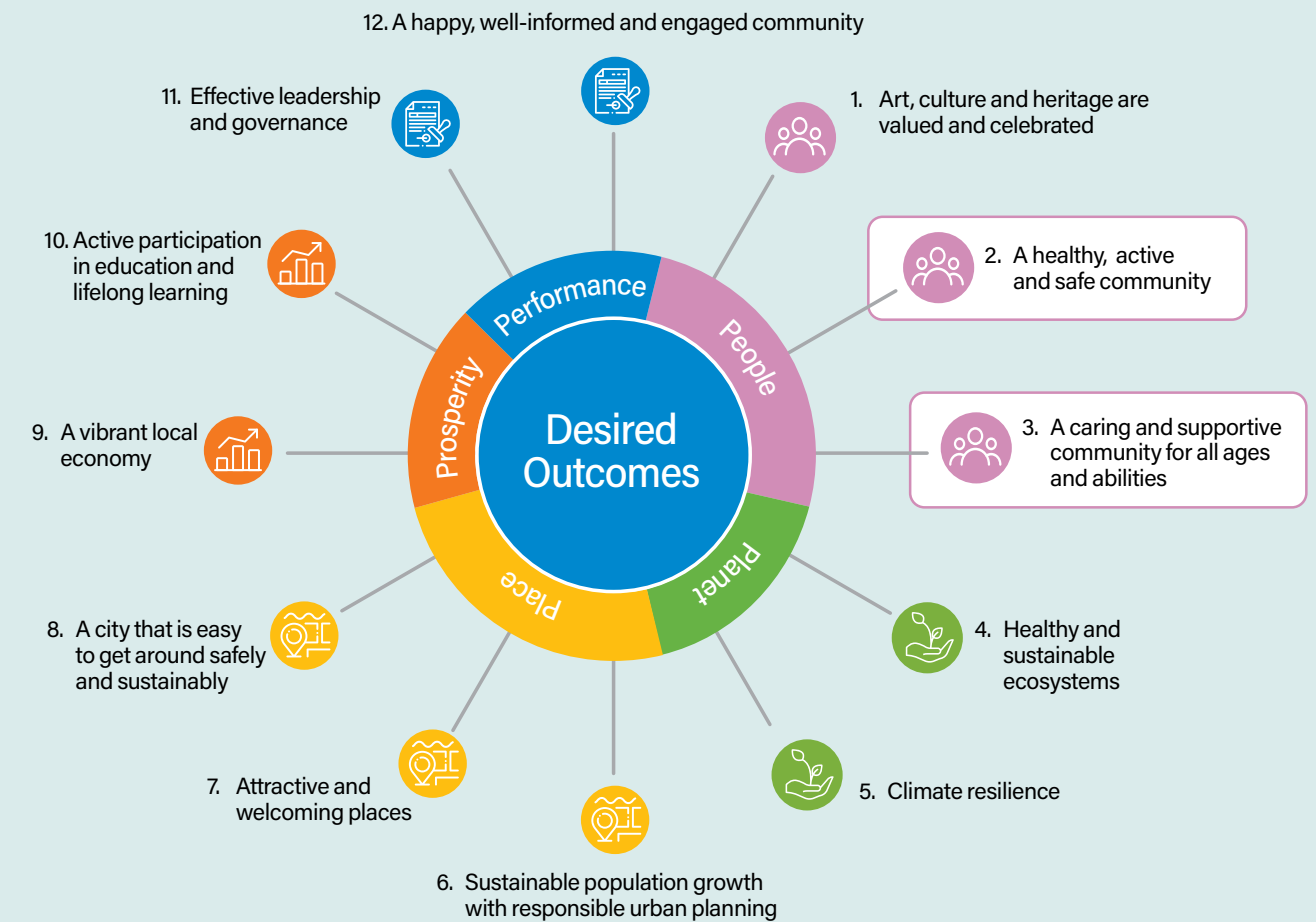 12. A happy, well-informed and engaged community
11. Effective leadership
and governance
1. Art, culture and heritage are
valued and celebrated
10. Active participation
in education and
lifelong learning
2. A healthy, active
and safe community
Performance
People
Prosperity
Desired
Outcomes
9. A vibrant local
economy
3. A caring and supportive
community for all ages
and abilities
Place
Planet
8. A city that is easy
to get around safely
and sustainably
4. Healthy and
sustainable
ecosystems
7. Attractive and
welcoming places
5. Climate resilience
6. Sustainable population growth
with responsible urban planning